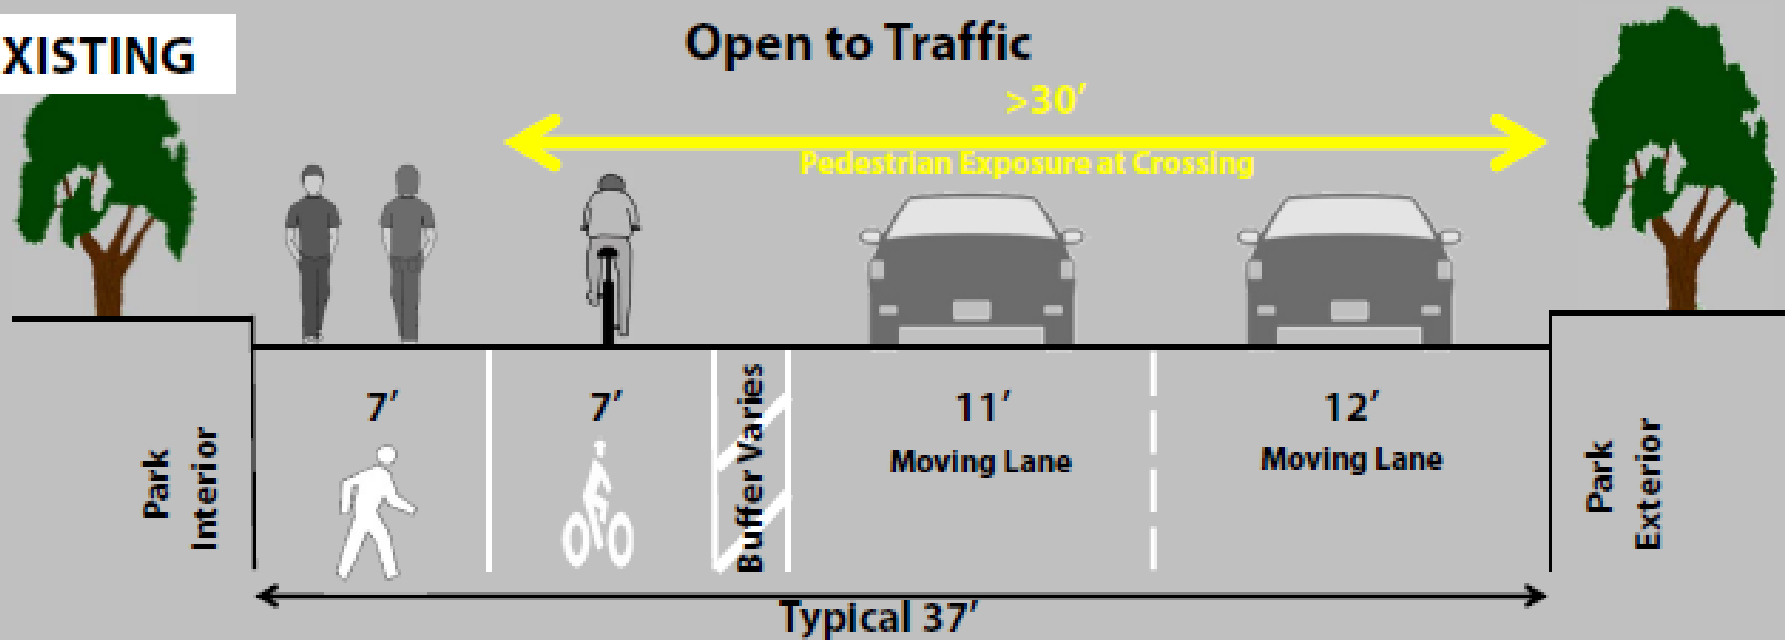 XISTING
Open to Traffic
>30’
Pedestrian Exposure at Crossing
Park
Interior
7’
7’
Buffer Varies
11’
Moving Lane
12’
Moving Lane
Park
Exterior
Typical 37’